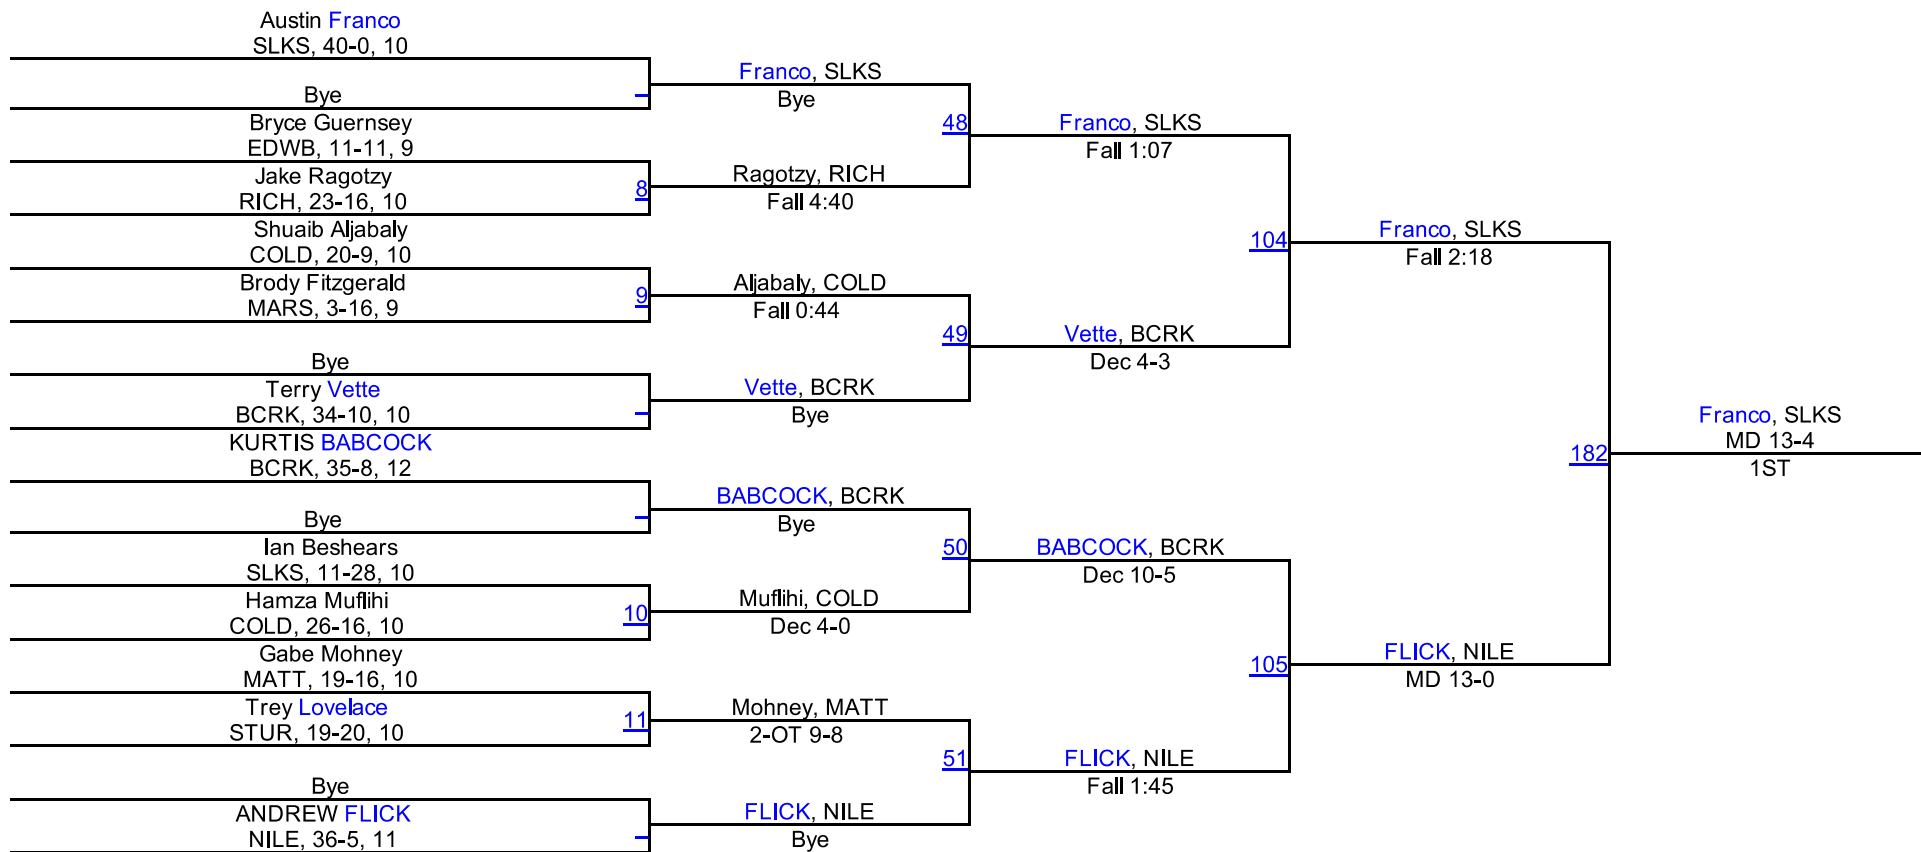 Austin Franco
SLKS, 40-0, 10
Bye
Bryce Guernsey
EDWB, 11-11, 9
Jake Ragotzy
RICH, 23-16, 10
8
Shuaib Aljabaly
COLD, 20-9, 10
Brody Fitzgerald
MARS, 3-16, 9
9
Bye
Terry Vette
BCRK, 34-10, 10
KURTIS BABCOCK
BCRK, 35-8, 12
Bye
Ian Beshears
SLKS, 11-28, 10
Hamza Muflihi
COLD, 26-16, 10
10
Gabe Mohney
MATT, 19-16, 10
Trey Lovelace
STUR, 19-20, 10
11
Bye
ANDREW FLICK
NILE, 36-5, 11
Franco, SLKS
Bye
48
Ragotzy, RICH
Fall 4:40
Aljabaly, COLD
Fall 0:44
49
Vette, BCRK
Bye
BABCOCK, BCRK
Bye
50
Muflihi, COLD
Dec 4-0
Mohney, MATT
2-OT 9-8
51
FLICK, NILE
Bye
Franco, SLKS
Fall 1:07
104
Vette, BCRK
Dec 4-3
BABCOCK, BCRK
Dec 10-5
105
FLICK, NILE
Fall 1:45
Franco, SLKS
Fall 2:18
182
FLICK, NILE
MD 13-0
Franco, SLKS
MD 13-4
1ST